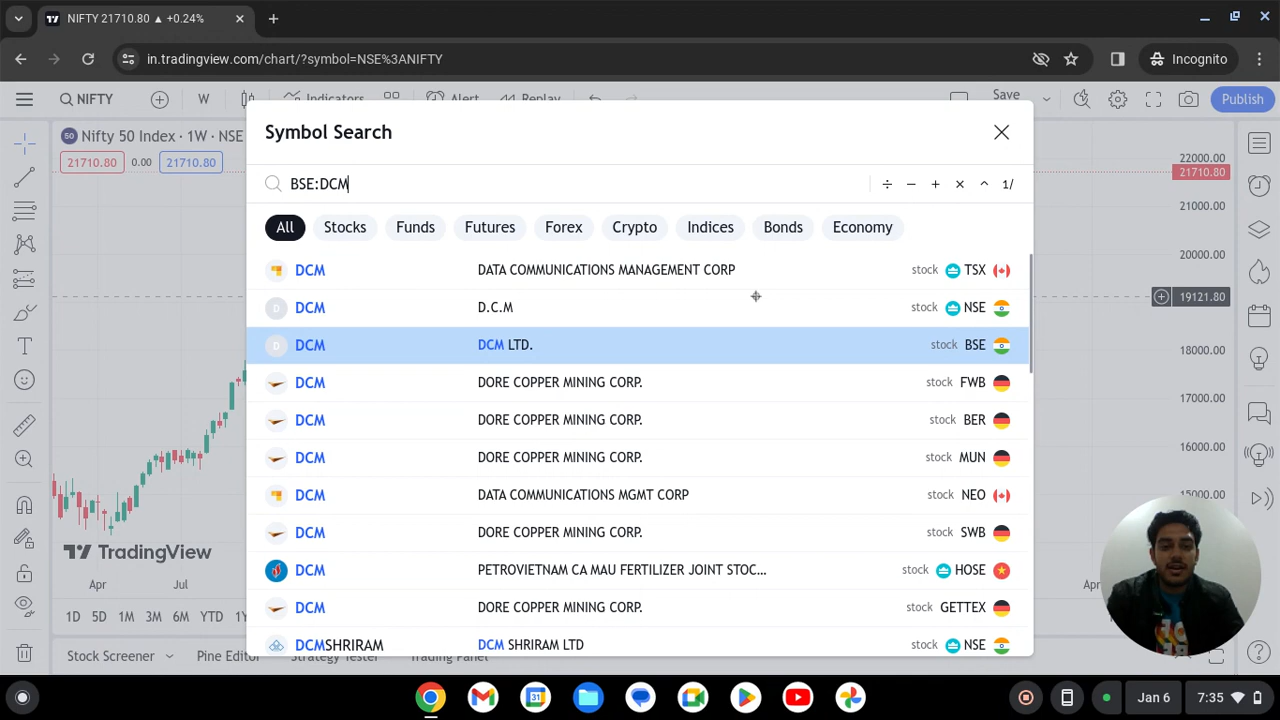 NIFTY 21710.80 ▲ +0.24%
in.tradingview.com/chart/?symbol=NSE%3ANIFTY
Incognito
NIFTY
W
Indicators
Alert
Replay
Save
Publish
50 Nifty 50 Index · 1W · NSE
21710.80 0.00 21710.80
Symbol Search
BSE:DCM
÷ − + × ^ 1/
All Stocks Funds Futures Forex Crypto Indices Bonds Economy
DCM DATA COMMUNICATIONS MANAGEMENT CORP stock TSX
D DCM D.C.M stock NSE
D DCM DCM LTD. stock BSE
DCM DORE COPPER MINING CORP. stock FWB
DCM DORE COPPER MINING CORP. stock BER
DCM DORE COPPER MINING CORP. stock MUN
DCM DATA COMMUNICATIONS MGMT CORP stock NEO
DCM DORE COPPER MINING CORP. stock SWB
DCM PETROVIETNAM CA MAU FERTILIZER JOINT STOC... stock HOSE
DCM DORE COPPER MINING CORP. stock GETTEX
DCMSHRIRAM DCM SHRIRAM LTD stock NSE
22000.00
21710.80
21000.00
20000.00
19121.80
18000.00
17000.00
16000.00
15000.00
TradingView
Apr Jul Apr
1D 5D 1M 3M 6M YTD 1Y
Stock Screener Pine Editor Strategy Tester Trading Panel
31
Jan 6 7:35